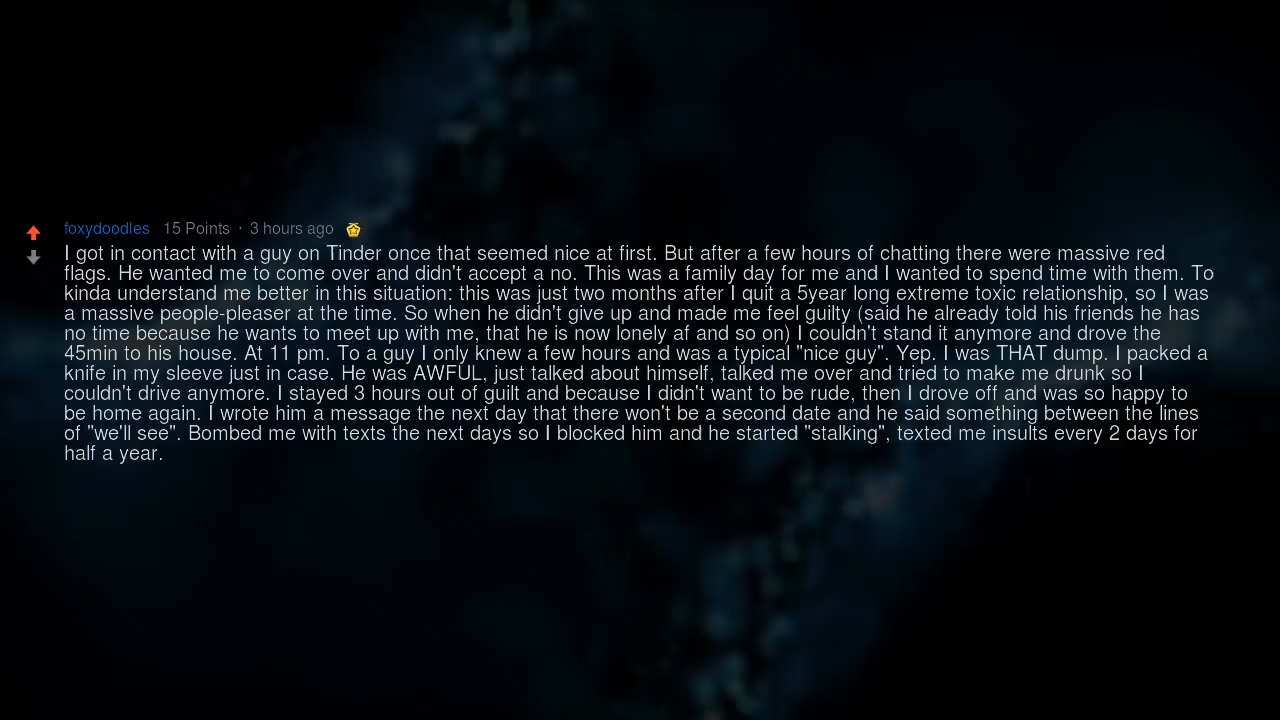 foxydoodles 15 Points · 3 hours ago
I got in contact with a guy on Tinder once that seemed nice at first. But after a few hours of chatting there were massive red
flags. He wanted me to come over and didn't accept a no. This was a family day for me and I wanted to spend time with them. To
kinda understand me better in this situation: this was just two months after I quit a 5year long extreme toxic relationship, so I was
a massive people-pleaser at the time. So when he didn't give up and made me feel guilty (said he already told his friends he has
no time because he wants to meet up with me, that he is now lonely af and so on) I couldn't stand it anymore and drove the
45min to his house. At 11 pm. To a guy I only knew a few hours and was a typical "nice guy". Yep. I was THAT dump. I packed a
knife in my sleeve just in case. He was AWFUL, just talked about himself, talked me over and tried to make me drunk so I
couldn't drive anymore. I stayed 3 hours out of guilt and because I didn't want to be rude, then I drove off and was so happy to
be home again. I wrote him a message the next day that there won't be a second date and he said something between the lines
of "we'll see". Bombed me with texts the next days so I blocked him and he started "stalking", texted me insults every 2 days for
half a year.